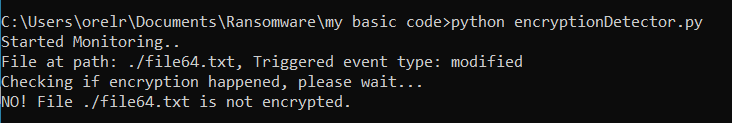 C:\Users\orelr\Documents\Ransomware\my basic code>python encryptionDetector.py
Started Monitoring..
File at path: ./file64.txt, Triggered event type: modified
Checking if encryption happened, please wait...
NO! File ./file64.txt is not encrypted.